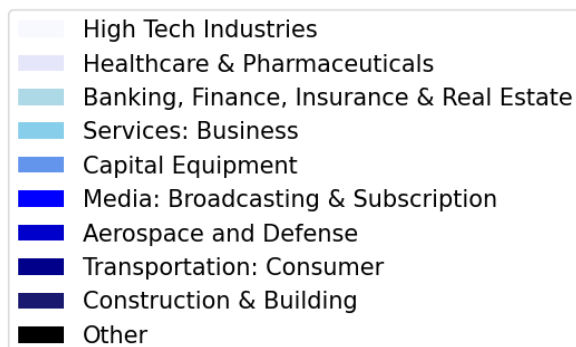 High Tech Industries
Healthcare & Pharmaceuticals
Banking, Finance, Insurance & Real Estate
Services: Business
Capital Equipment
Media: Broadcasting & Subscription
Aerospace and Defense
Transportation: Consumer
Construction & Building
Other